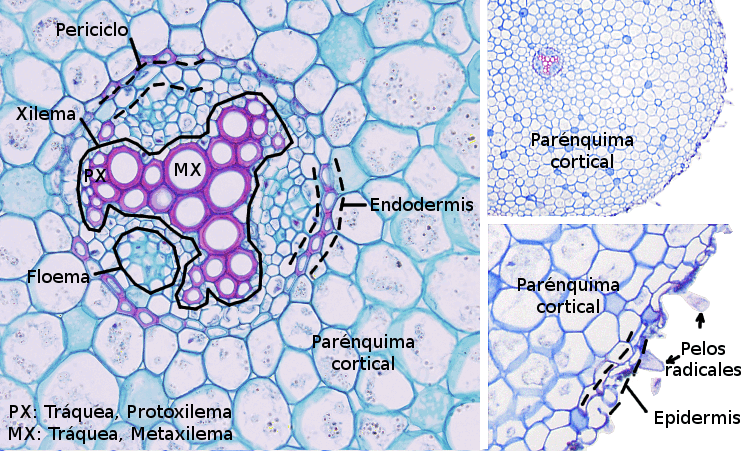 Periciclo
Xilema
PX
MX
Endodermis
Floema
Parénquima
cortical
PX: Tráquea, Protoxilema
MX: Tráquea, Metaxilema
Parénquima
cortical
Parénquima
cortical
Pelos
radicales
Epidermis